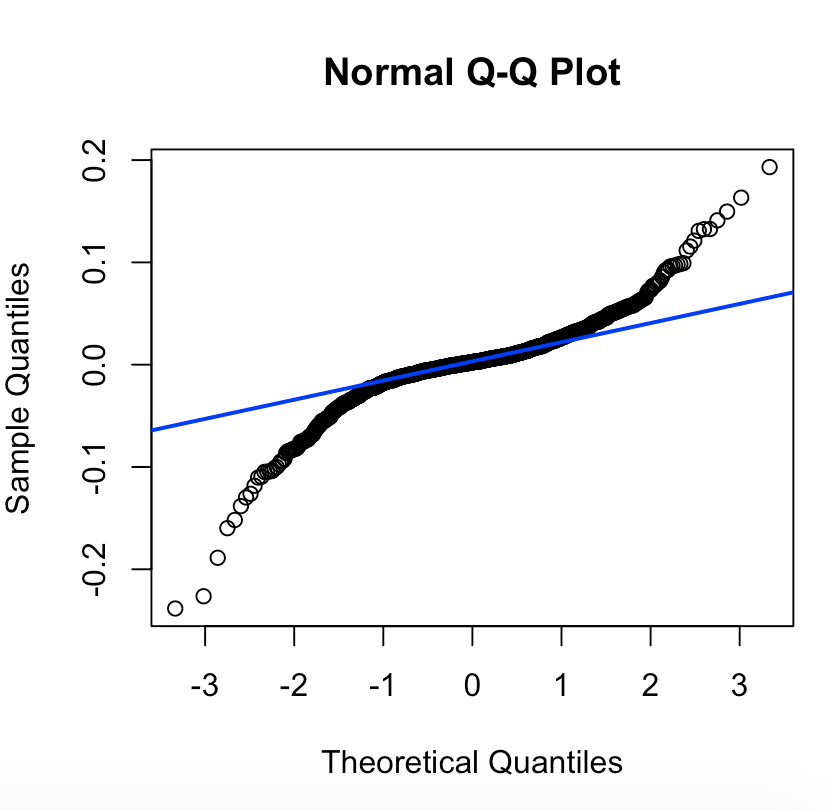 Normal Q-Q Plot
Sample Quantiles
0.2
0.1
0.0
-0.1
-0.2
-3 -2 -1 0 1 2 3
Theoretical Quantiles